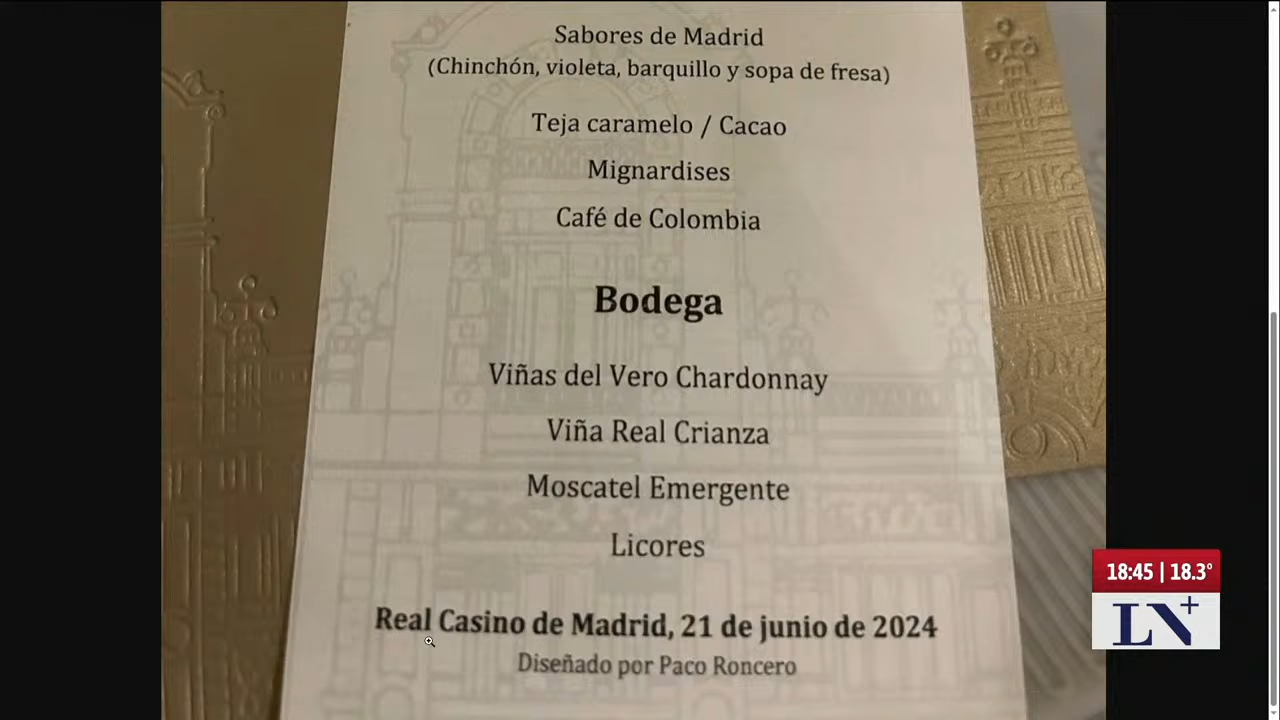 Sabores de Madrid
(Chinchón, violeta, barquillo y sopa de fresa)
Teja caramelo / Cacao
Mignardises
Café de Colombia
Bodega
Viñas del Vero Chardonnay
Viña Real Crianza
Moscatel Emergente
Licores
Real Casino de Madrid, 21 de junio de 2024
Diseñado por Paco Roncero
18:45 | 18.3°
LN+